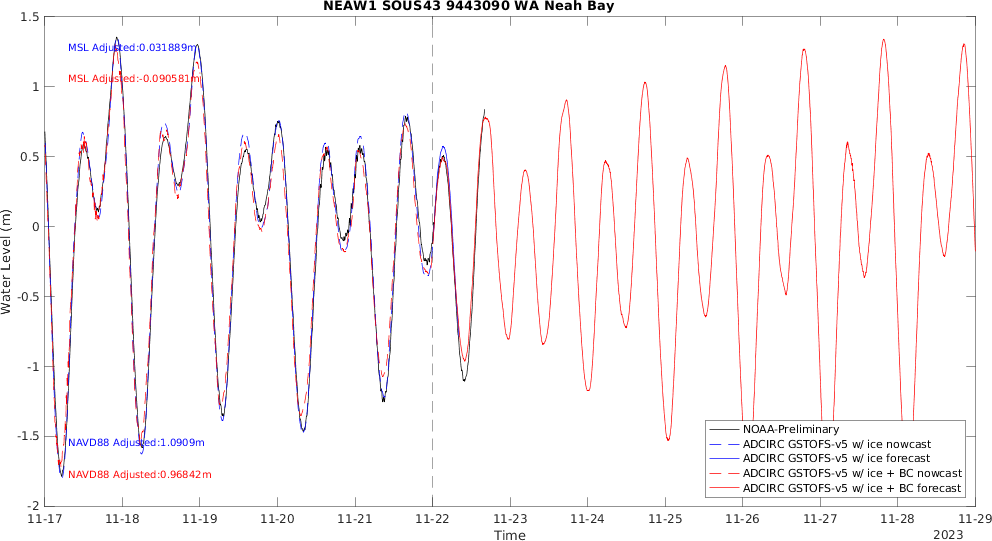 NEAW1 SOUS43 9443090 WA Neah Bay
1.5
1
0.5
0
-0.5
-1
-1.5
-2
Water Level (m)
MSL Adjusted:0.031889m
MSL Adjusted:-0.090581m
NAVD88 Adjusted:1.0909m
NAVD88 Adjusted:0.96842m
NOAA-Preliminary
ADCIRC GSTOFS-v5 w/ ice nowcast
ADCIRC GSTOFS-v5 w/ ice forecast
ADCIRC GSTOFS-v5 w/ ice + BC nowcast
ADCIRC GSTOFS-v5 w/ ice + BC forecast
11-17 11-18 11-19 11-20 11-21 11-22 11-23 11-24 11-25 11-26 11-27 11-28 11-29
Time
2023